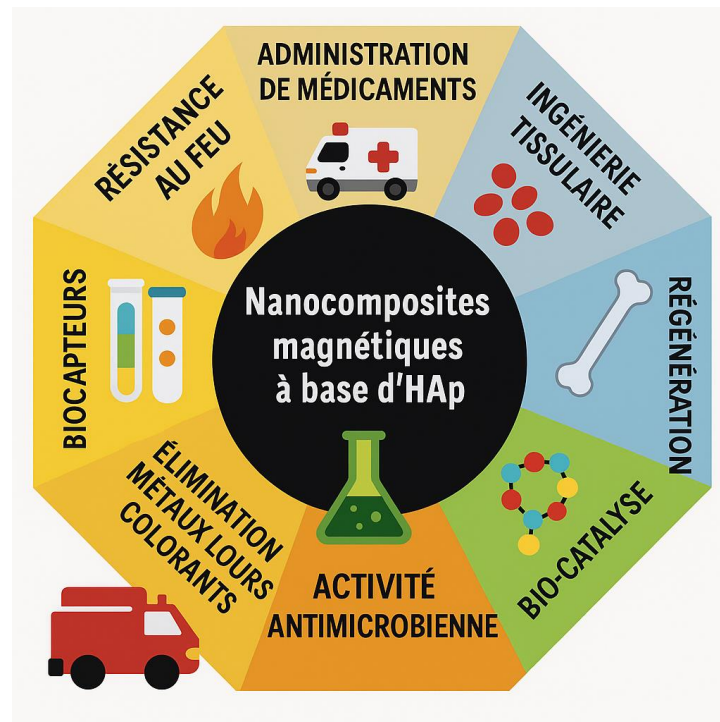 Nanocomposites
magnétiques
à base d'HAp
ADMINISTRATION
DE MÉDICAMENTS
INGÉNIERIE
TISSULAIRE
RÉGÉNÉRATION
BIO-CATALYSE
ACTIVITÉ
ANTIMICROBIENNE
ÉLIMINATION
MÉTAUX LOURS
COLORANTS
BIOCAPTEURS
RÉSISTANCE
AU FEU